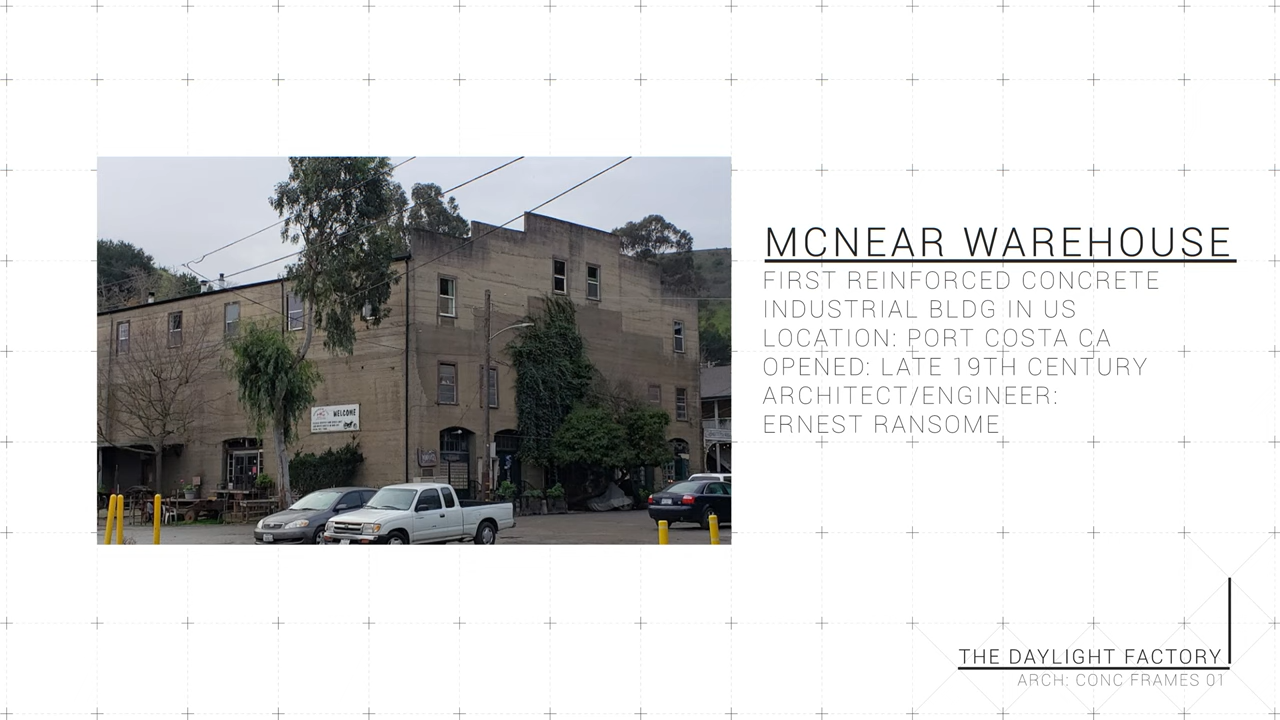 MCNEAR WAREHOUSE
FIRST REINFORCED CONCRETE
INDUSTRIAL BLDG IN US
LOCATION: PORT COSTA CA
OPENED: LATE 19TH CENTURY
ARCHITECT/ENGINEER:
ERNEST RANSOME
WELCOME
THE DAYLIGHT FACTORY
ARCH: CONC FRAMES 01